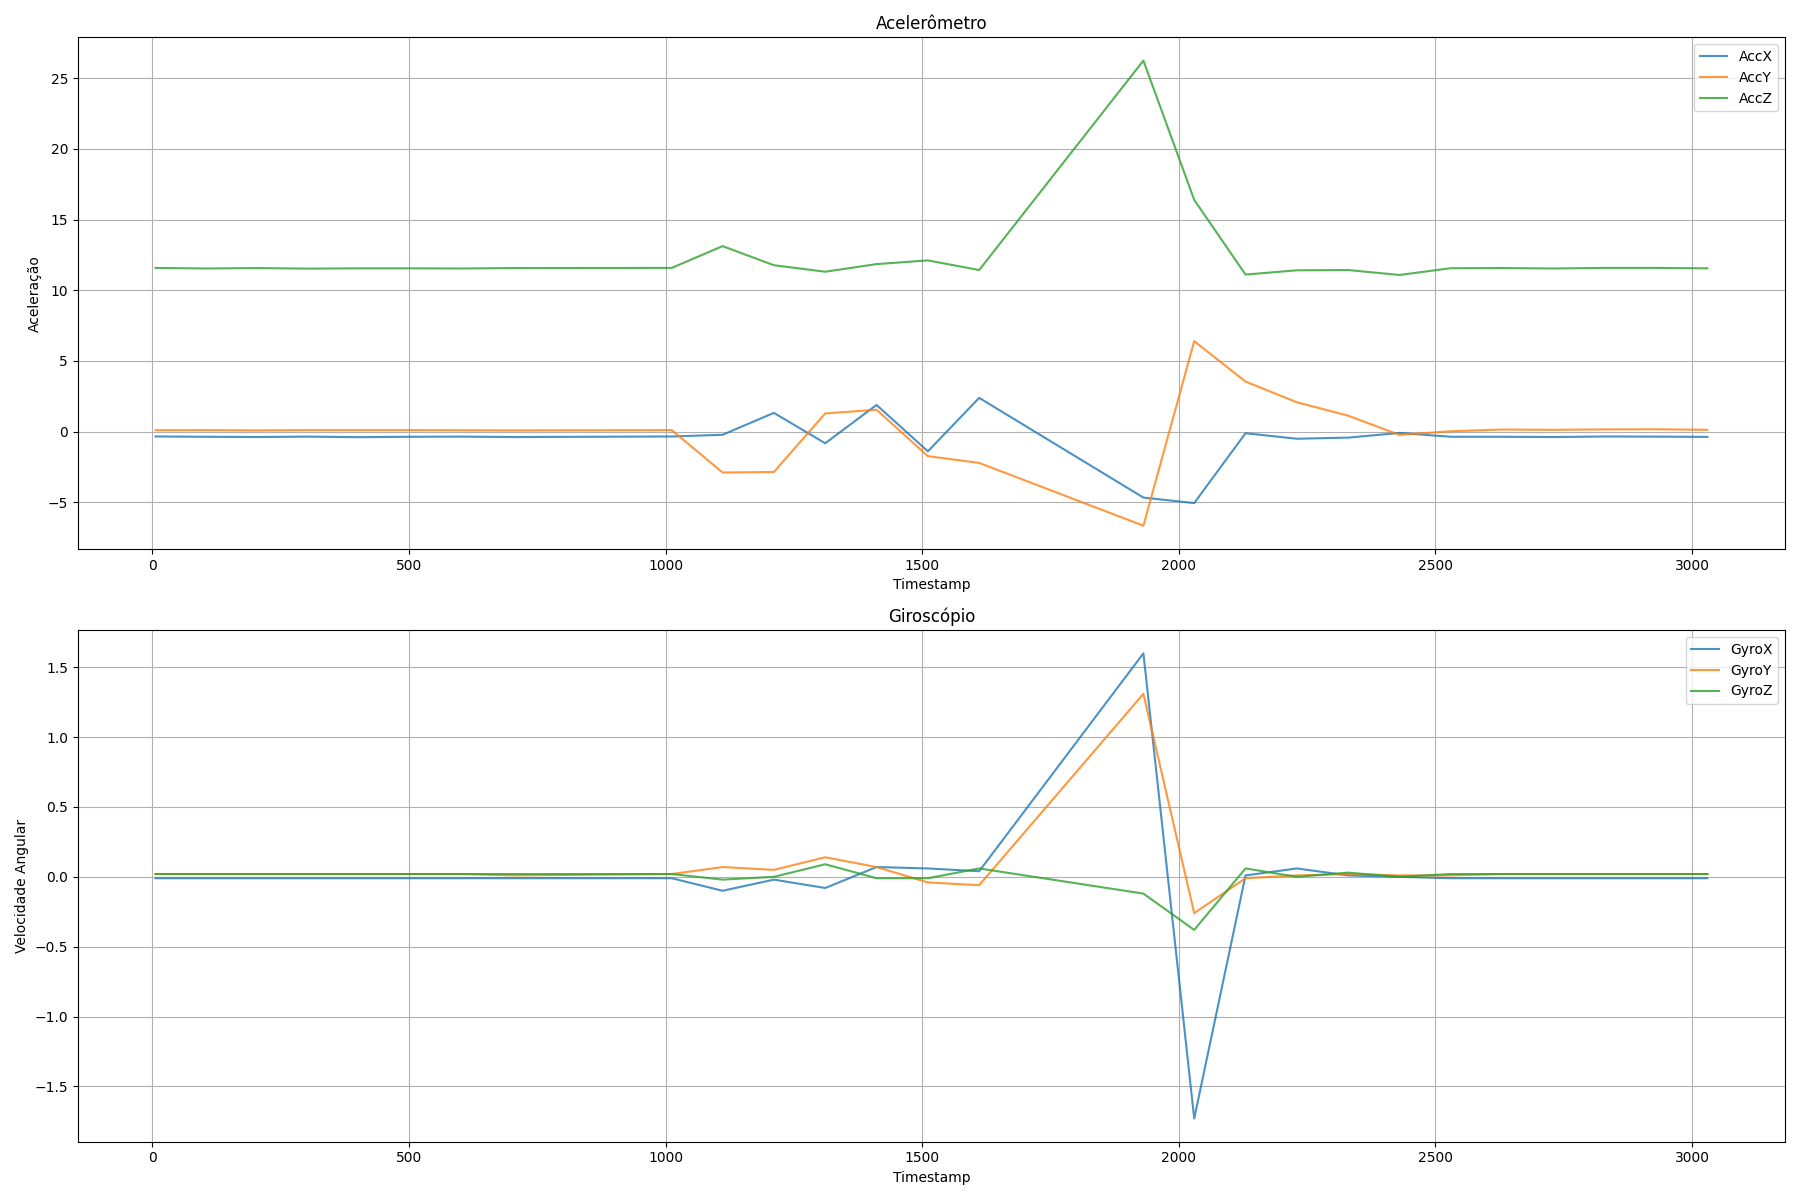 Acelerômetro
AccX
AccY
AccZ
25
20
15
10
5
0
−5
Aceleração
0 500 1000 1500 2000 2500 3000
Timestamp
Giroscópio
GyroX
GyroY
GyroZ
1.5
1.0
0.5
0.0
−0.5
−1.0
−1.5
Velocidade Angular
0 500 1000 1500 2000 2500 3000
Timestamp